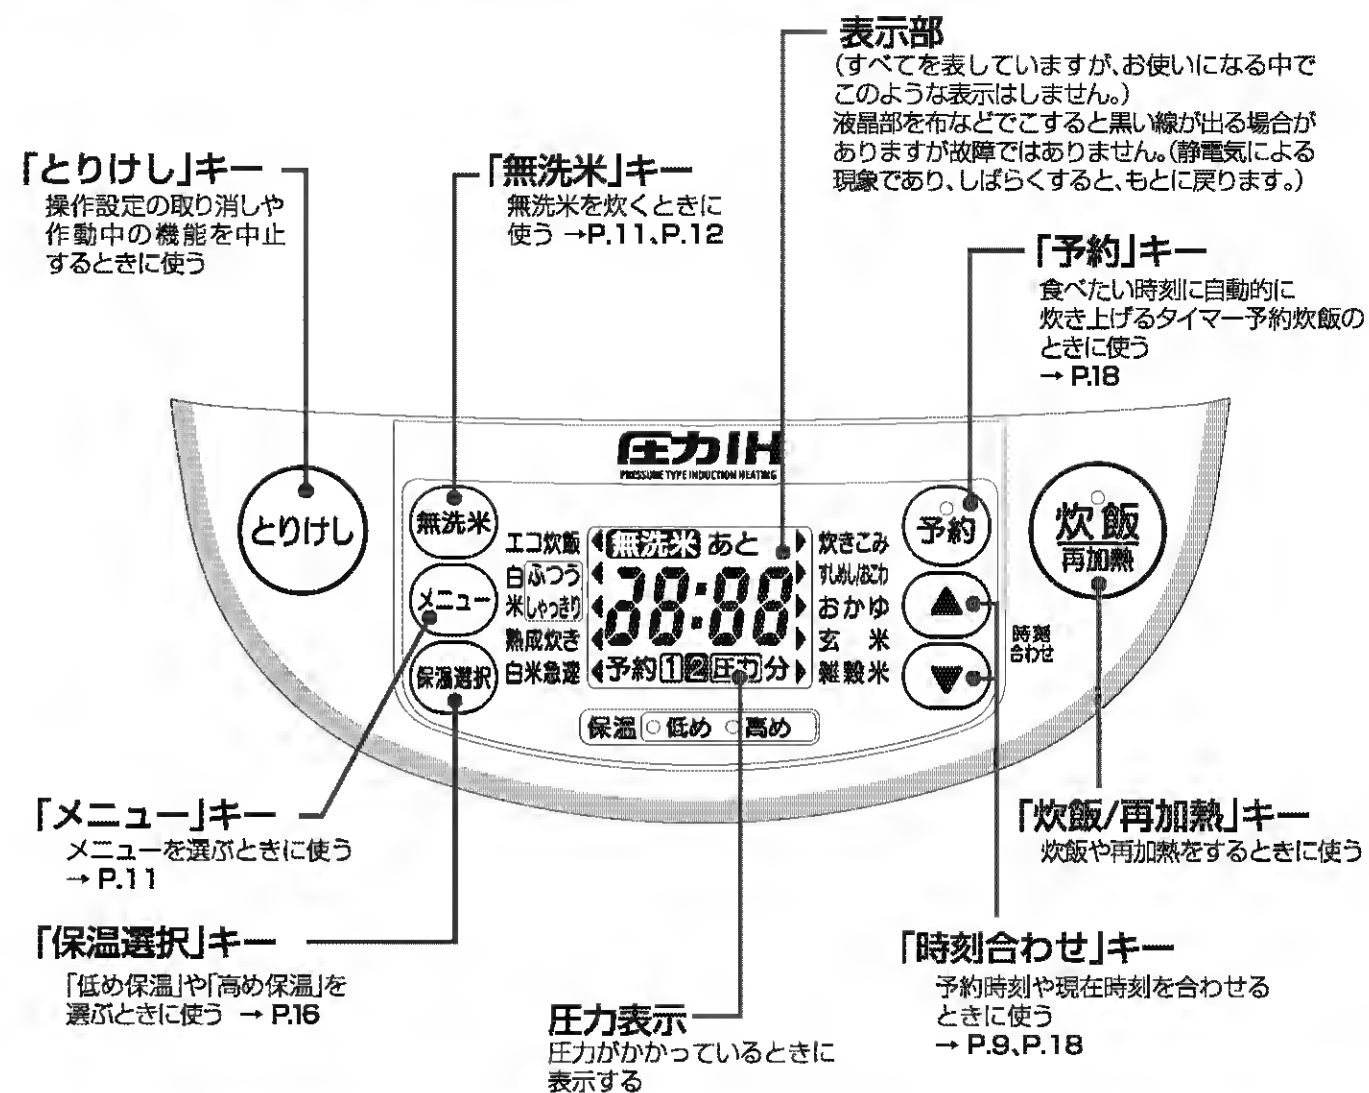 表示部
(すべてを表していますが、お使いになる中で
このような表示はしません。)
液晶部を布などでこすると黒い線が出る場合が
ありますが故障ではありません。(静電気による
現象であり、しばらくすると、もとに戻ります。)
「とりけし」キー
操作設定の取り消しや
作動中の機能を中止
するときに使う
「無洗米」キー
無洗米を炊くときに
使う →P.11、P.12
「予約」キー
食べたい時刻に自動的に
炊き上げるタイマー予約炊飯の
ときに使う
→ P.18
圧力IH
PRESSURE TYPE INDUCTION HEATING
とりけし
無洗米
メニュー
保温選択
エコ炊飯
白米 ふつう
しゃっきり
熟成炊き
白米急速
無洗米 あと
38:88
予約 1 2 圧力 分
炊きこみ
すしめし/おこわ
おかゆ
玄 米
雑穀米
保温 低め 高め
予約
▲
▼
時刻
合わせ
炊飯
再加熱
「メニュー」キー
メニューを選ぶときに使う
→ P.11
「保温選択」キー
「低め保温」や「高め保温」を
選ぶときに使う → P.16
圧力表示
圧力がかかっているときに
表示する
「炊飯/再加熱」キー
炊飯や再加熱をするときに使う
「時刻合わせ」キー
予約時刻や現在時刻を合わせる
ときに使う
→ P.9、P.18